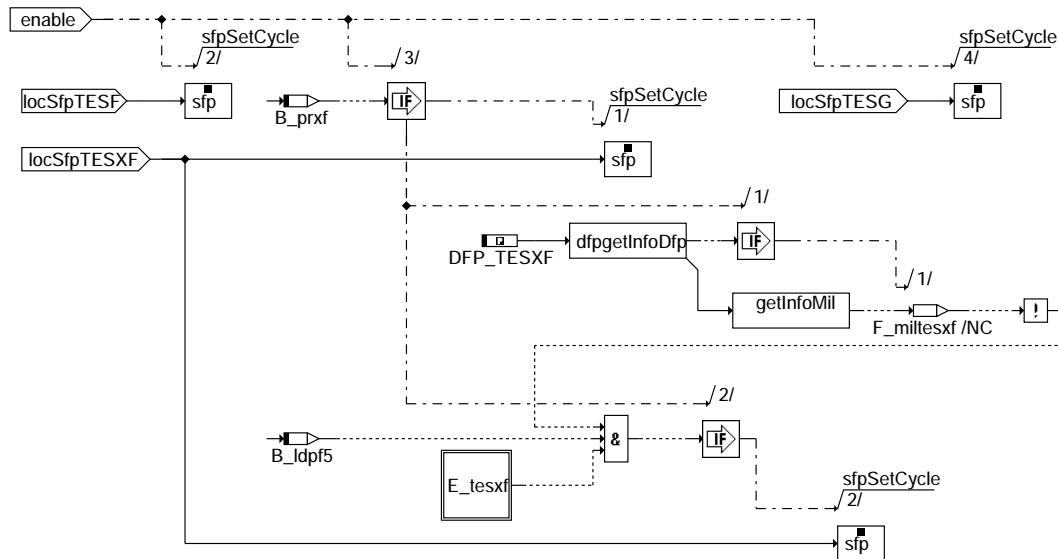 enable
sfpSetCycle
2/
3/
sfpSetCycle
4/
locSfpTESF
sfp
B_prxf
IF
sfpSetCycle
1/
locSfpTESG
sfp
locSfpTESXF
sfp
1/
DFP_TESXF
dfpgetInfoDfp
IF
1/
getInfoMil
F_miltesxf /NC
!
2/
B_ldpf5
&
IF
E_tesxf
sfpSetCycle
2/
sfp